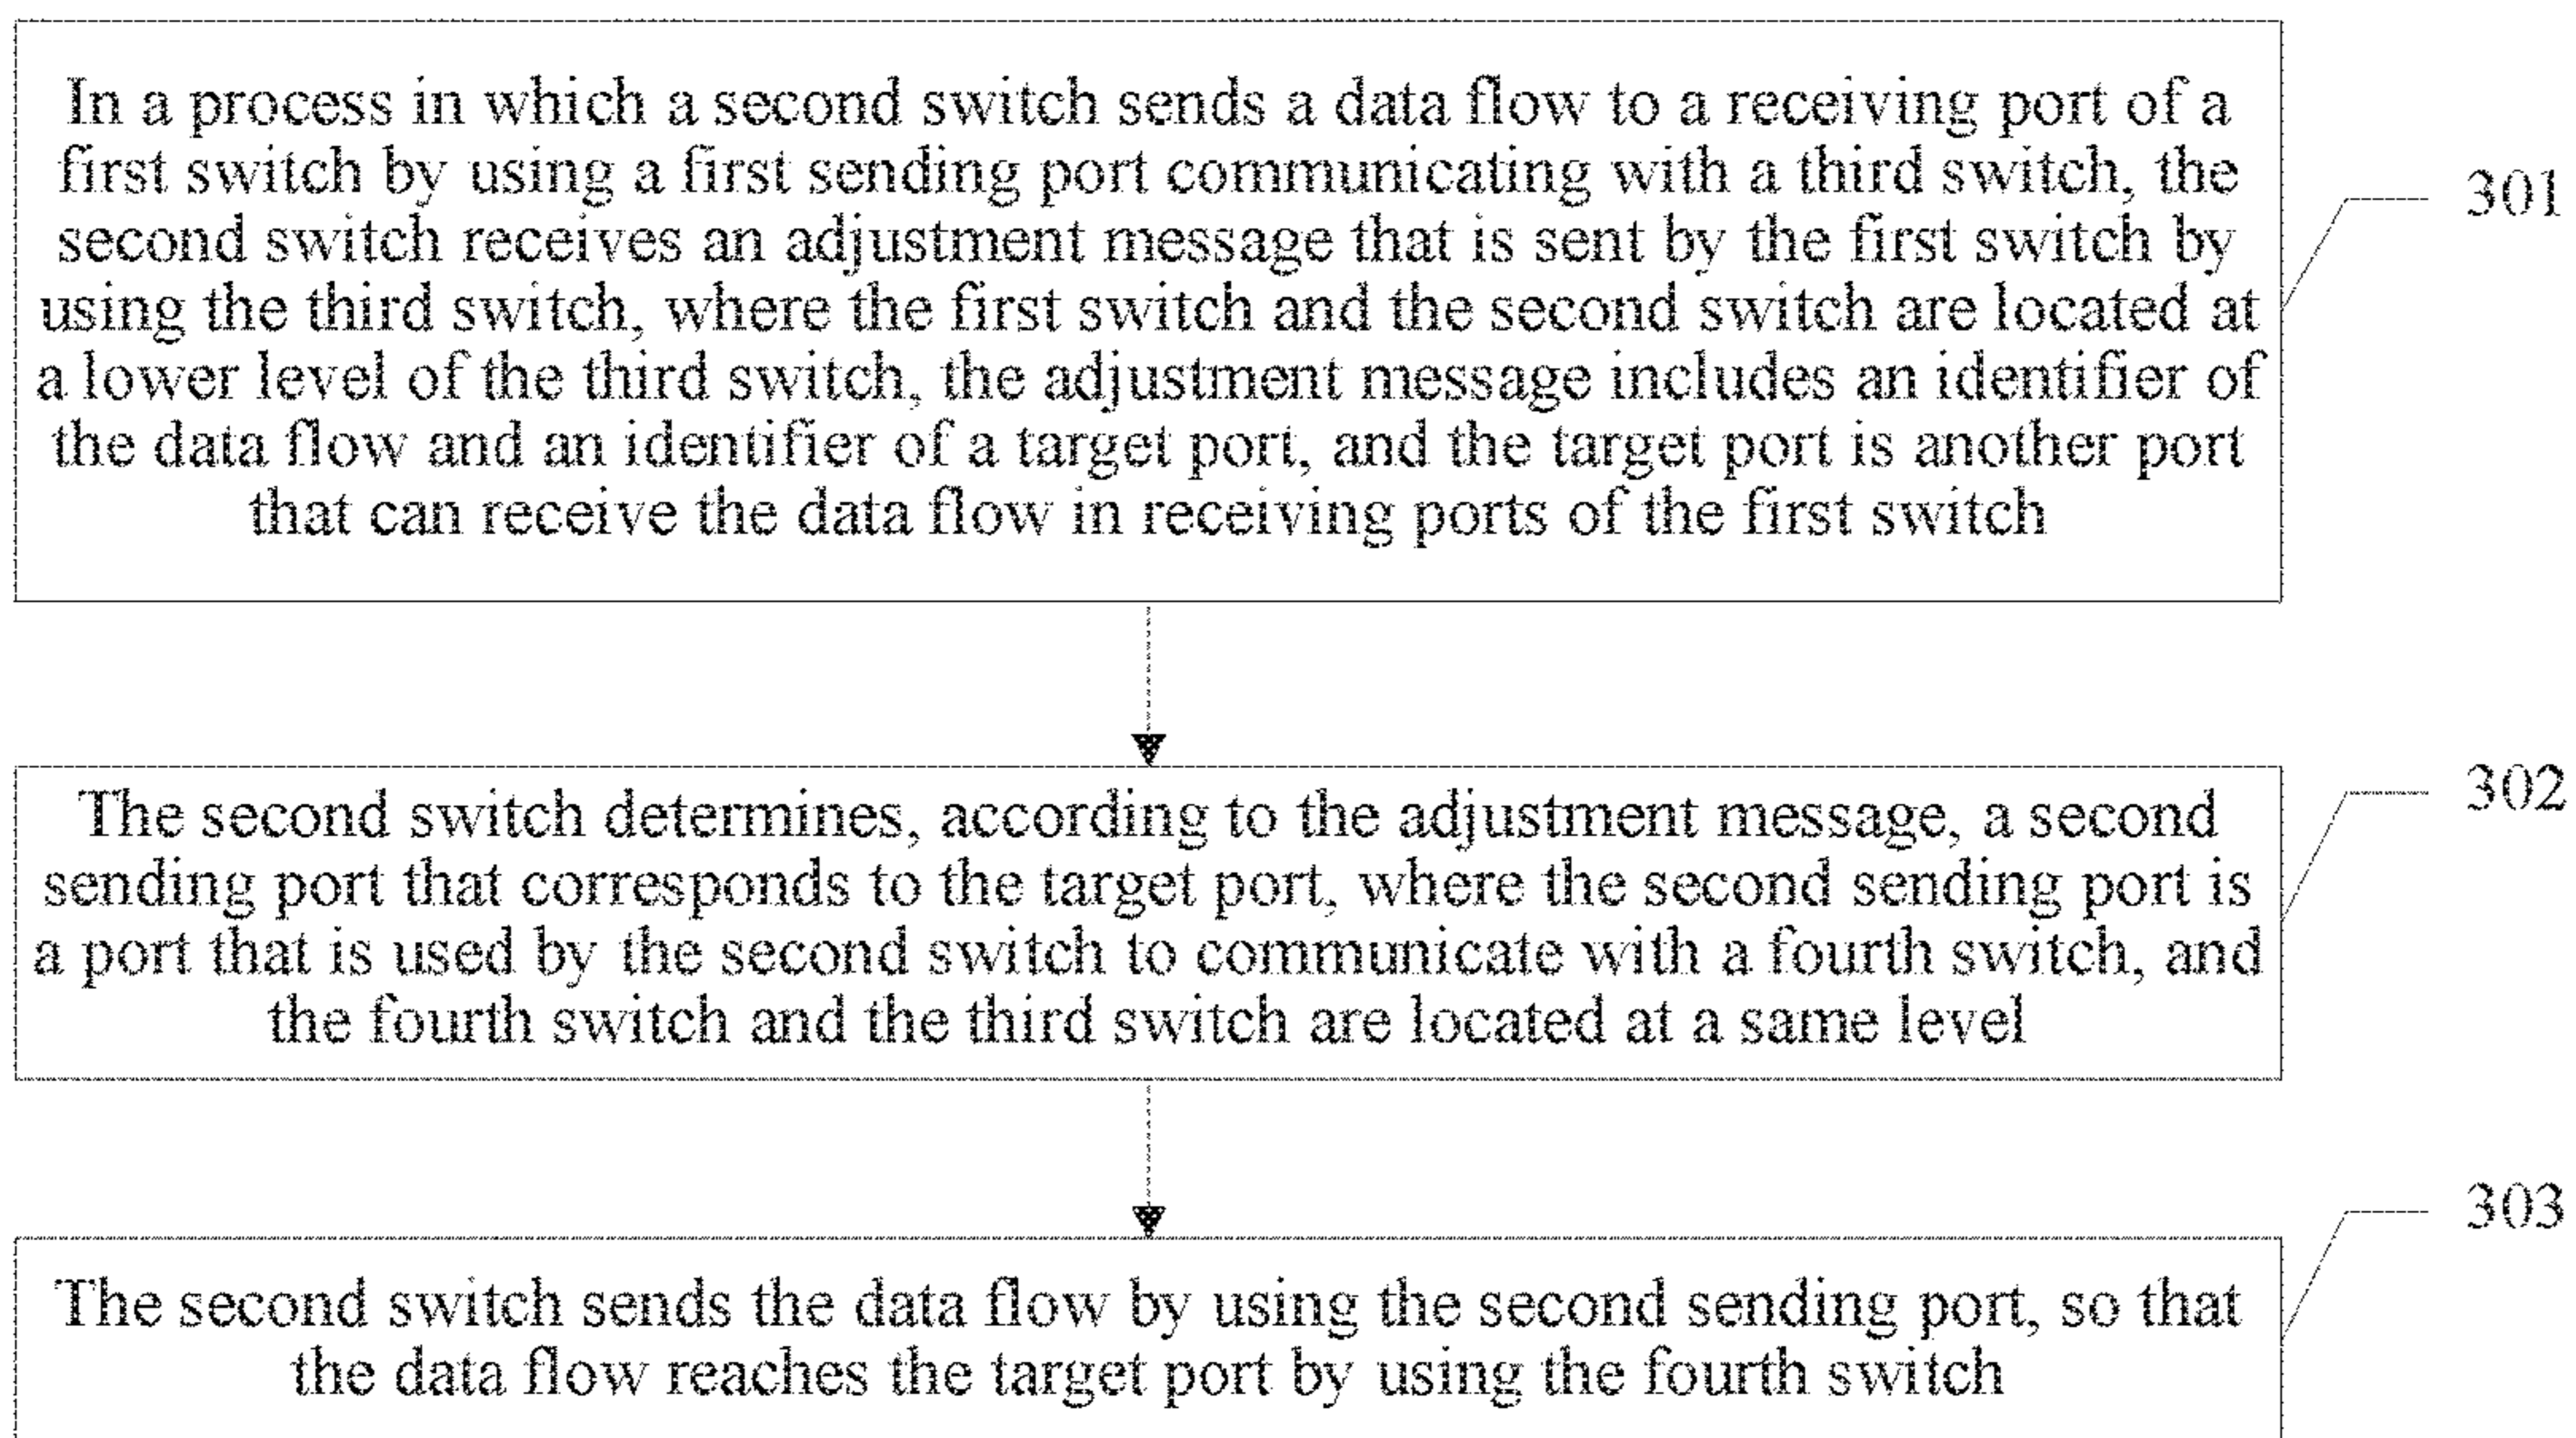 In a process in which a second switch sends a data flow to a receiving port of a
first switch by using a first sending port communicating with a third switch, the
second switch receives an adjustment message that is sent by the first switch by
using the third switch, where the first switch and the second switch are located at
a lower level of the third switch, the adjustment message includes an identifier of
the data flow and an identifier of a target port, and the target port is another port
that can receive the data flow in receiving ports of the first switch
301
The second switch determines, according to the adjustment message, a second
sending port that corresponds to the target port, where the second sending port is
a port that is used by the second switch to communicate with a fourth switch, and
the fourth switch and the third switch are located at a same level
302
The second switch sends the data flow by using the second sending port, so that
the data flow reaches the target port by using the fourth switch
303